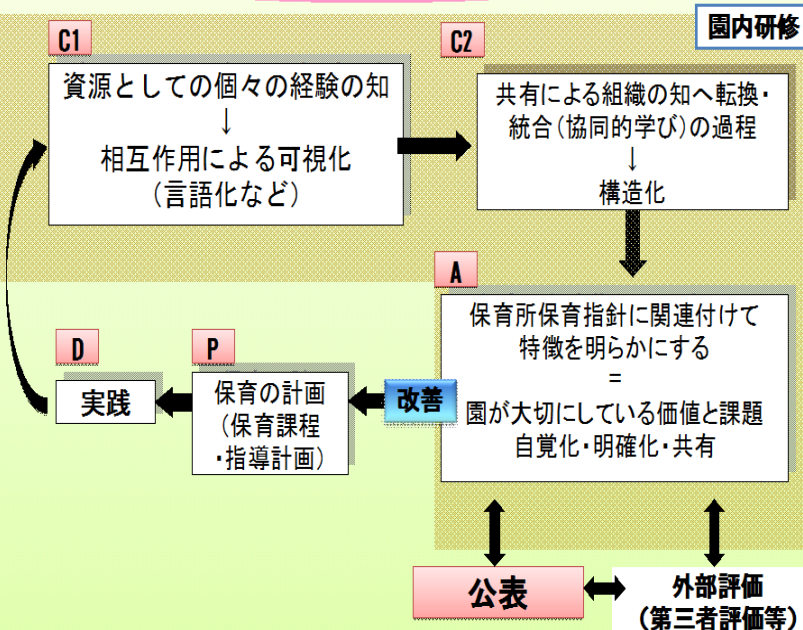 園内研修
C1
資源としての個々の経験の知
↓
相互作用による可視化
(言語化など)
C2
共有による組織の知へ転換・
統合(協同的学び)の過程
↓
構造化
A
保育所保育指針に関連付けて
特徴を明らかにする
=
園が大切にしている価値と課題
自覚化・明確化・共有
改善
P
保育の計画
(保育課程
・指導計画)
D
実践
公表
外部評価
(第三者評価等)